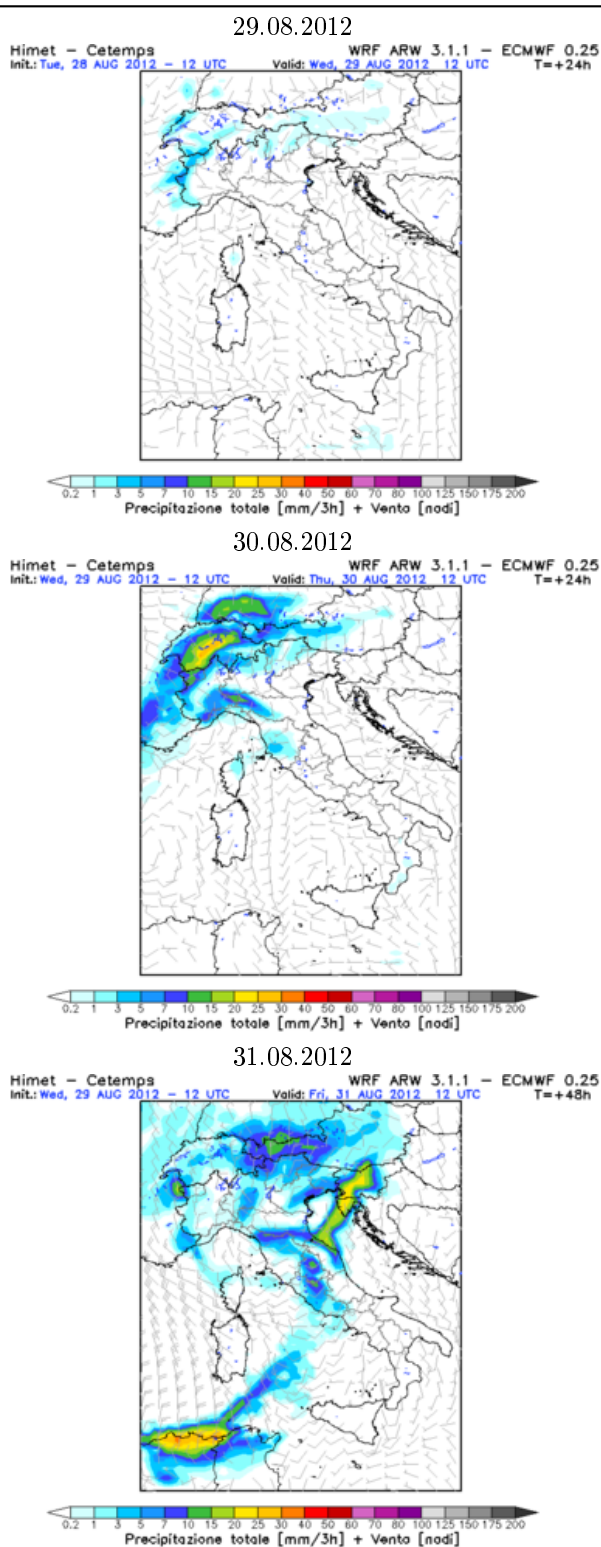 29.08.2012
Himet - Cetemps WRF ARW 3.1.1 - ECMWF 0.25
Init.: Tue, 28 AUG 2012 - 12 UTC Valid: Wed, 29 AUG 2012 12 UTC T=+24h
0.2 1 3 5 7 10 15 20 25 30 40 50 60 70 80 100 125 150 175 200
Precipitazione totale [mm/3h] + Vento [nodi]
30.08.2012
Himet - Cetemps WRF ARW 3.1.1 - ECMWF 0.25
Init.: Wed, 29 AUG 2012 - 12 UTC Valid: Thu, 30 AUG 2012 12 UTC T=+24h
0.2 1 3 5 7 10 15 20 25 30 40 50 60 70 80 100 125 150 175 200
Precipitazione totale [mm/3h] + Vento [nodi]
31.08.2012
Himet - Cetemps WRF ARW 3.1.1 - ECMWF 0.25
Init.: Wed, 29 AUG 2012 - 12 UTC Valid: Fri, 31 AUG 2012 12 UTC T=+48h
0.2 1 3 5 7 10 15 20 25 30 40 50 60 70 80 100 125 150 175 200
Precipitazione totale [mm/3h] + Vento [nodi]